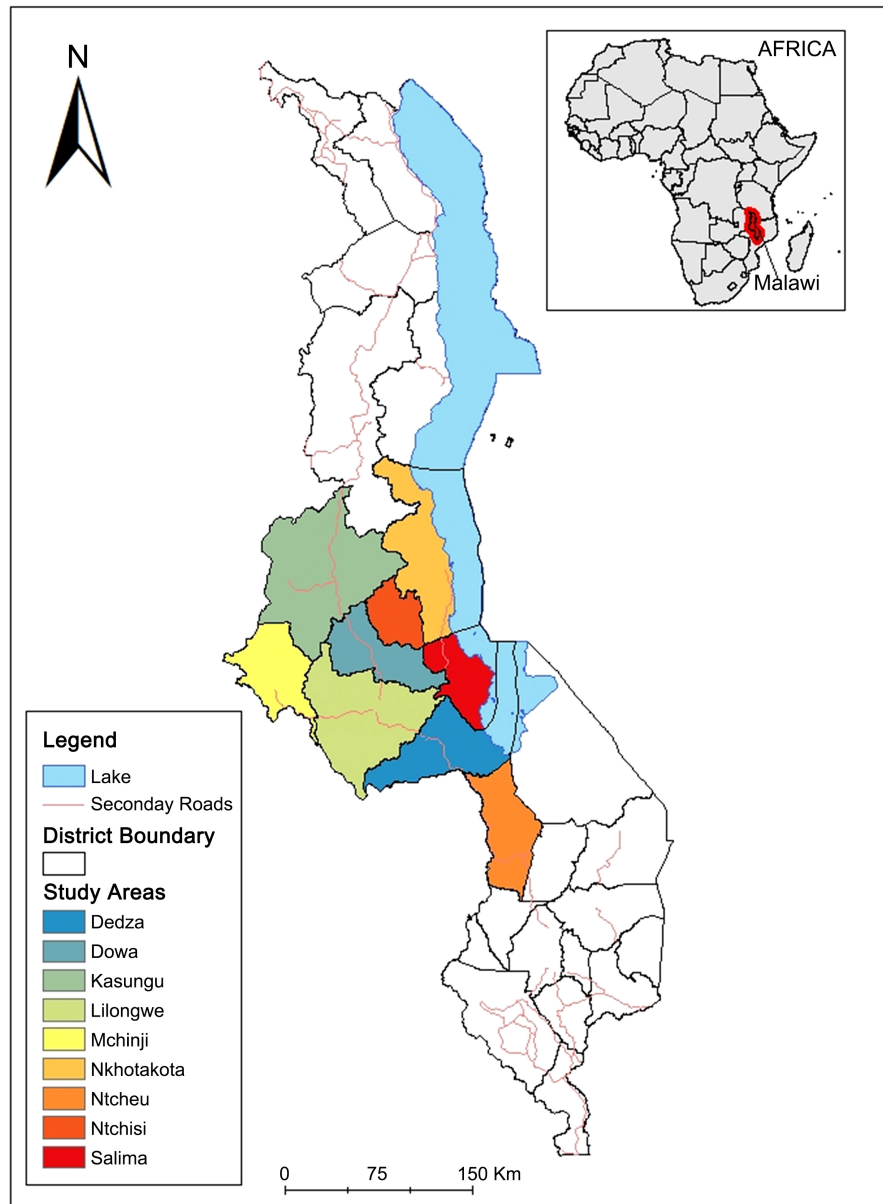 N
AFRICA
Malawi
Legend
Lake
Seconday Roads
District Boundary
Study Areas
Dedza
Dowa
Kasungu
Lilongwe
Mchinji
Nkhotakota
Ntcheu
Ntchisi
Salima
0 75 150 Km